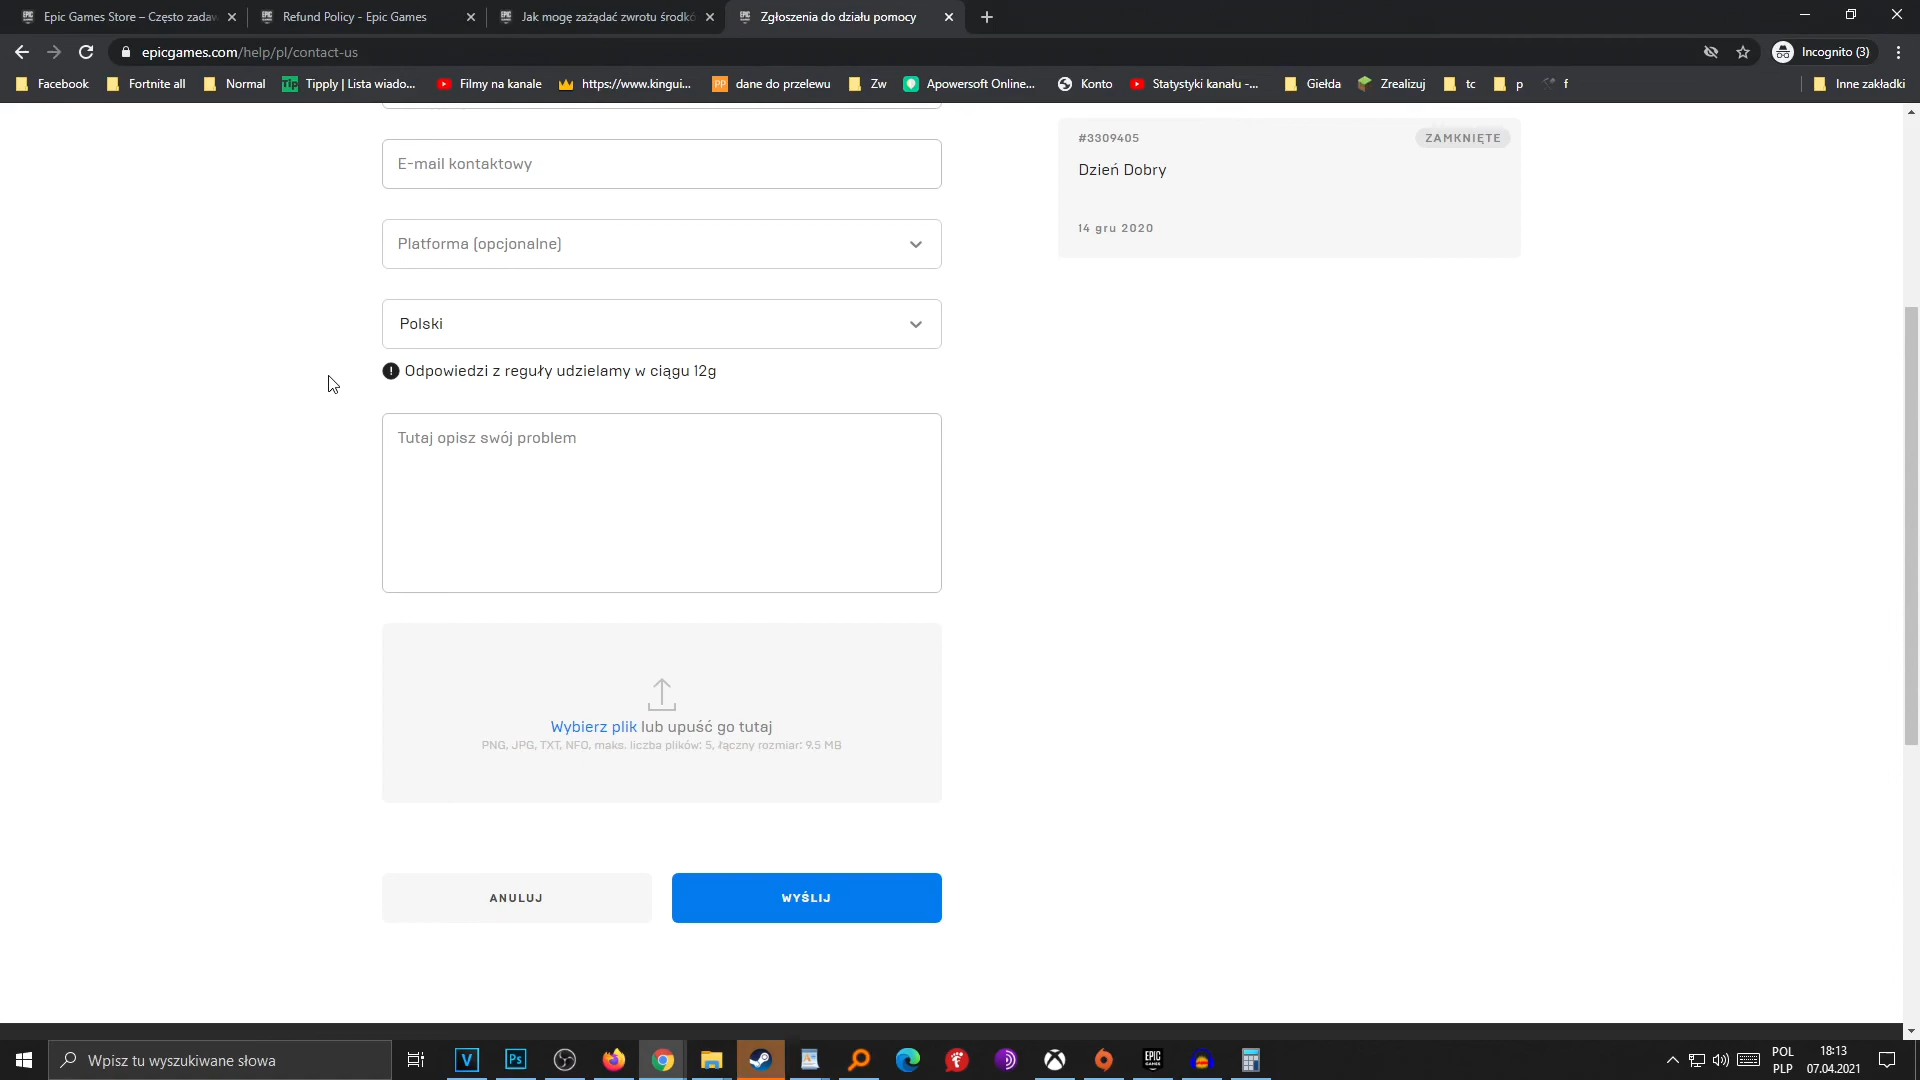 Epic Games Store – Często zadaw
Refund Policy - Epic Games
Jak mogę zażądać zwrotu środkó
Zgłoszenia do działu pomocy
epicgames.com/help/pl/contact-us
Incognito (3)
Facebook
Fortnite all
Normal
Tipply | Lista wiado...
Filmy na kanale
https://www.kingui...
PP
dane do przelewu
Zw
Apowersoft Online...
Konto
Statystyki kanału -...
Giełda
Zrealizuj
tc
p
f
Inne zakładki
E-mail kontaktowy
Platforma (opcjonalne)
Polski
Odpowiedzi z reguły udzielamy w ciągu 12g
Tutaj opisz swój problem
Wybierz plik lub upuść go tutaj
PNG, JPG, TXT, NFO, maks. liczba plików: 5, łączny rozmiar: 9.5 MB
ANULUJ
WYŚLIJ
#3309405
ZAMKNIĘTE
Dzień Dobry
14 gru 2020
Wpisz tu wyszukiwane słowa
V
Ps
EPIC
GAMES
POL
PLP
18:13
07.04.2021